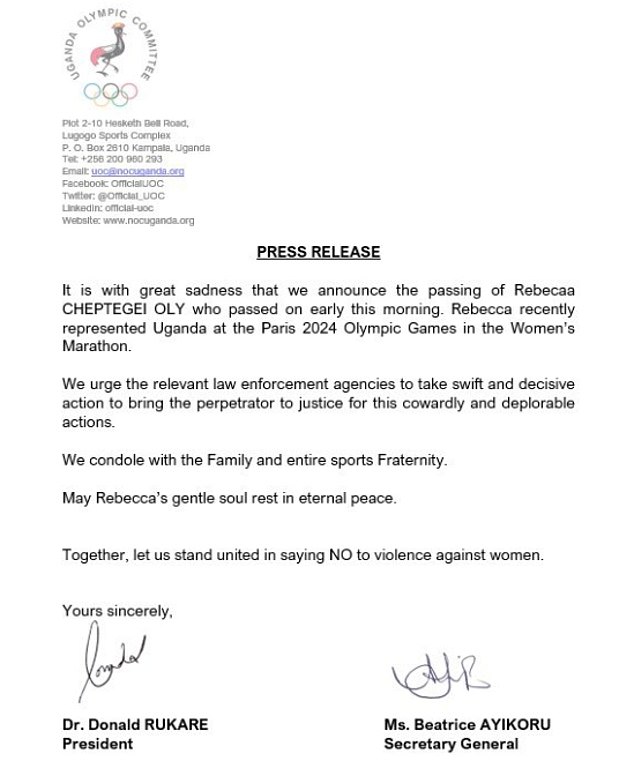 UGANDA OLYMPIC COMMITTEE
Plot 2-10 Hesketh Bell Road,
Lugogo Sports Complex
P. O. Box 2610 Kampala, Uganda
Tel: +256 200 960 293
Email: uoc@nocuganda.org
Facebook: OfficialUOC
Twitter: @Official_UOC
Linkedin: official-uoc
Website: www.nocuganda.org
PRESS RELEASE
It is with great sadness that we announce the passing of Rebecaa
CHEPTEGEI OLY who passed on early this morning. Rebecca recently
represented Uganda at the Paris 2024 Olympic Games in the Women's
Marathon.
We urge the relevant law enforcement agencies to take swift and decisive
action to bring the perpetrator to justice for this cowardly and deplorable
actions.
We condole with the Family and entire sports Fraternity.
May Rebecca's gentle soul rest in eternal peace.
Together, let us stand united in saying NO to violence against women.
Yours sincerely,
Dr. Donald RUKARE
President
Ms. Beatrice AYIKORU
Secretary General